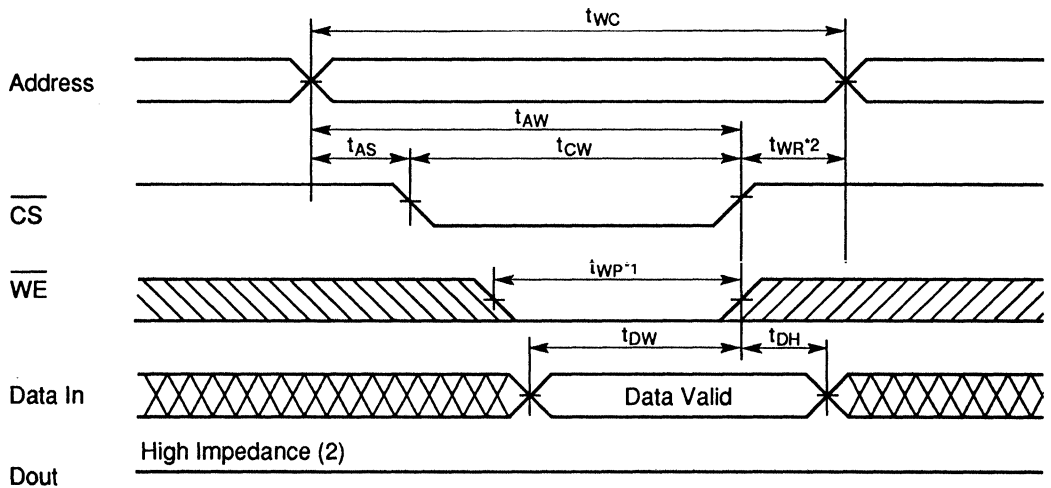 tWC
Address
tAW
tAS tCW tWR*2
CS
tWP*1
WE
tDW tDH
Data In Data Valid
High Impedance (2)
Dout